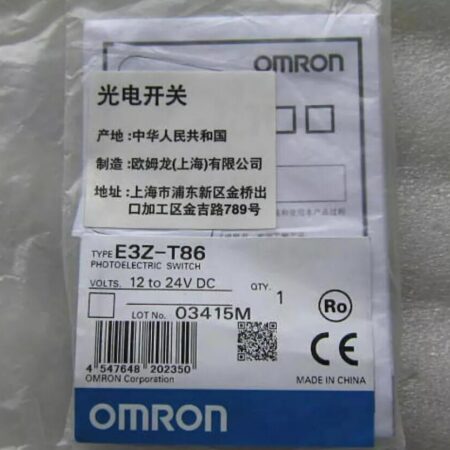 OMRON
光电开关
产地:中华人民共和国
制造:欧姆龙(上海)有限公司
地址:上海市浦东新区金桥出
口加工区金吉路789号
TYPE E3Z-T86
PHOTOELECTRIC SWITCH
VOLTS. 12 to 24V DC
QTY. 1
LOT No. 03415M
Ro
4 547648 202350
OMRON Corporation
CE
MADE IN CHINA
OMRON